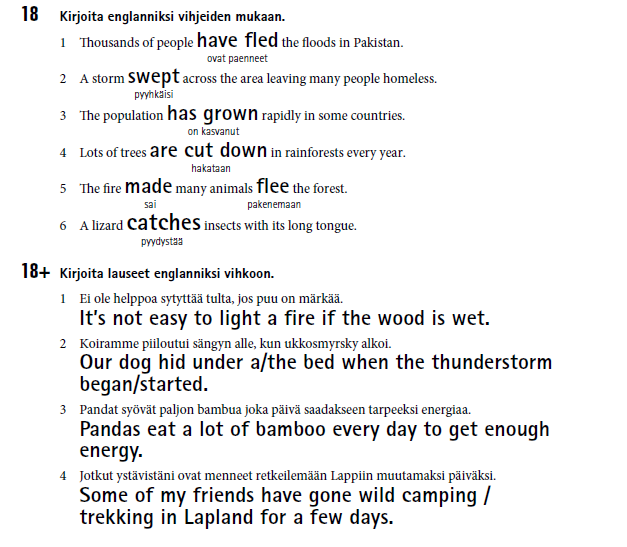 18 Kirjoita englanniksi vihjeiden mukaan.
1 Thousands of people have fled the floods in Pakistan.
ovat paenneet
2 A storm swept across the area leaving many people homeless.
pyyhkäisi
3 The population has grown rapidly in some countries.
on kasvanut
4 Lots of trees are cut down in rainforests every year.
hakataan
5 The fire made many animals flee the forest.
sai pakenemaan
6 A lizard catches insects with its long tongue.
pyydystää
18+ Kirjoita lauseet englanniksi vihkoon.
1 Ei ole helppoa sytyttää tulta, jos puu on märkää.
It's not easy to light a fire if the wood is wet.
2 Koiramme piiloutui sängyn alle, kun ukkosmyrsky alkoi.
Our dog hid under a/the bed when the thunderstorm
began/started.
3 Pandat syövät paljon bambua joka päivä saadakseen tarpeeksi energiaa.
Pandas eat a lot of bamboo every day to get enough
energy.
4 Jotkut ystävistäni ovat menneet retkeilemään Lappiin muutamaksi päiväksi.
Some of my friends have gone wild camping /
trekking in Lapland for a few days.